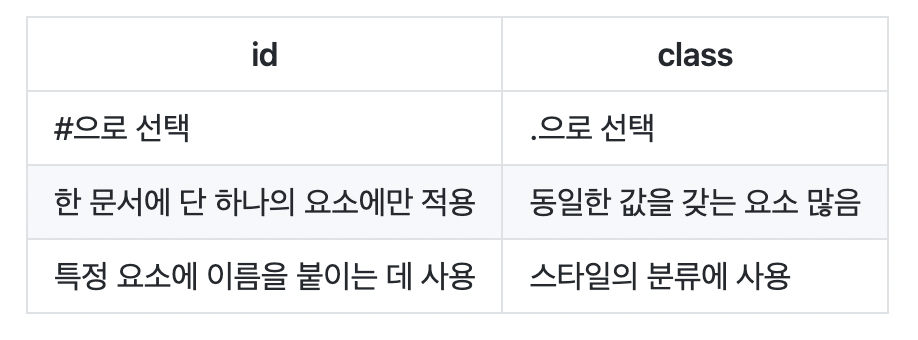 id class
#으로 선택 .으로 선택
한 문서에 단 하나의 요소에만 적용 동일한 값을 갖는 요소 많음
특정 요소에 이름을 붙이는 데 사용 스타일의 분류에 사용